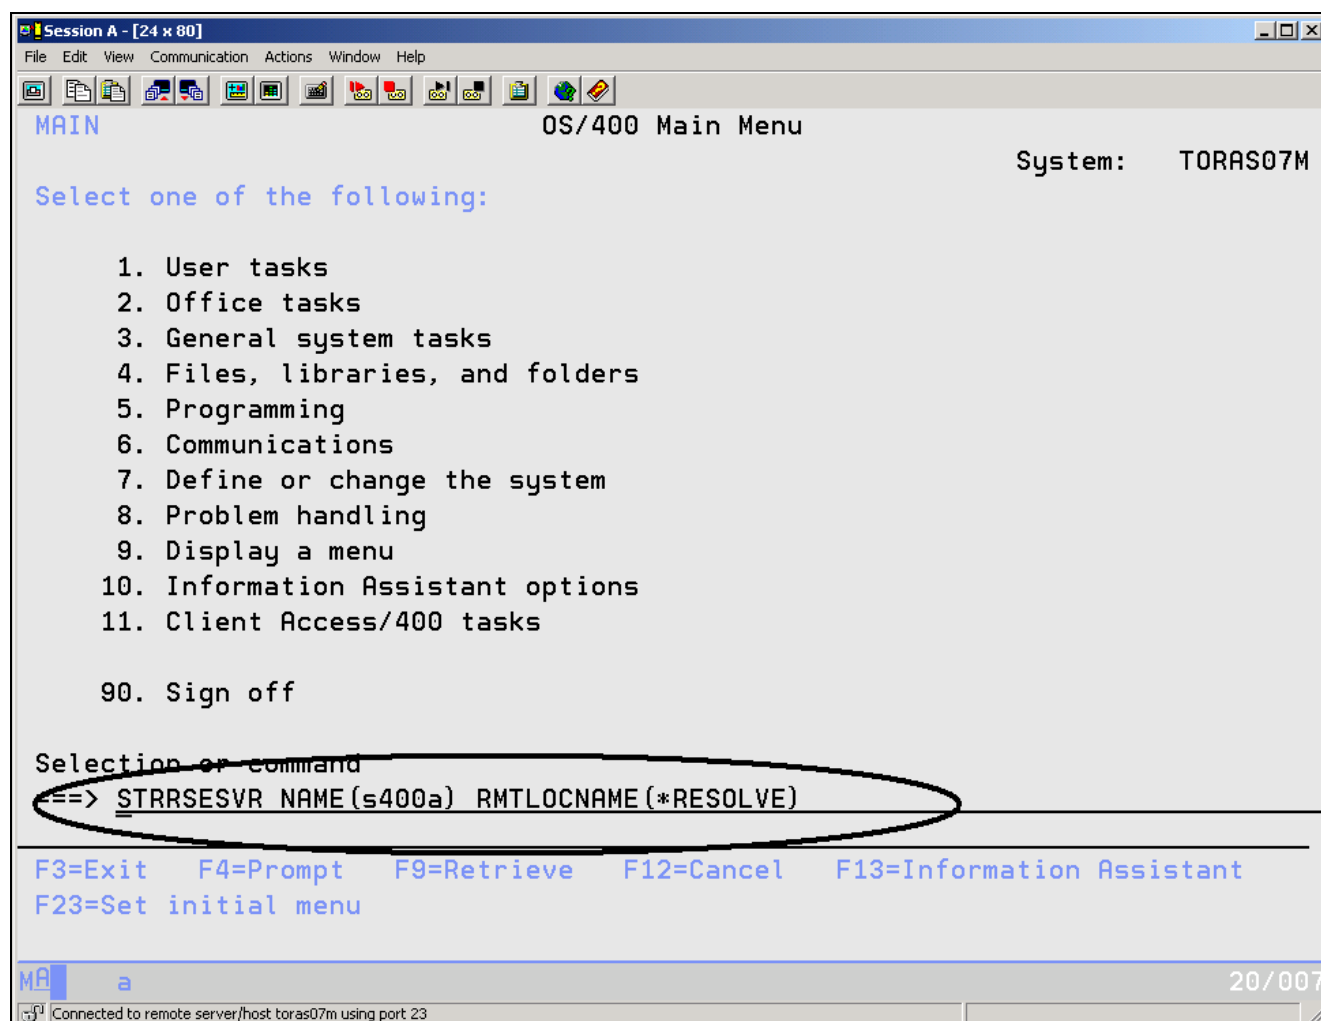 Session A - [24 x 80]
File Edit View Communication Actions Window Help
MAIN OS/400 Main Menu
System: TORAS07M
Select one of the following:
1. User tasks
2. Office tasks
3. General system tasks
4. Files, libraries, and folders
5. Programming
6. Communications
7. Define or change the system
8. Problem handling
9. Display a menu
10. Information Assistant options
11. Client Access/400 tasks
90. Sign off
Selection or command
===> STRRSESVR NAME(s400a) RMTLOCNAME(*RESOLVE)
F3=Exit F4=Prompt F9=Retrieve F12=Cancel F13=Information Assistant
F23=Set initial menu
MA a 20/007
Connected to remote server/host toras07m using port 23